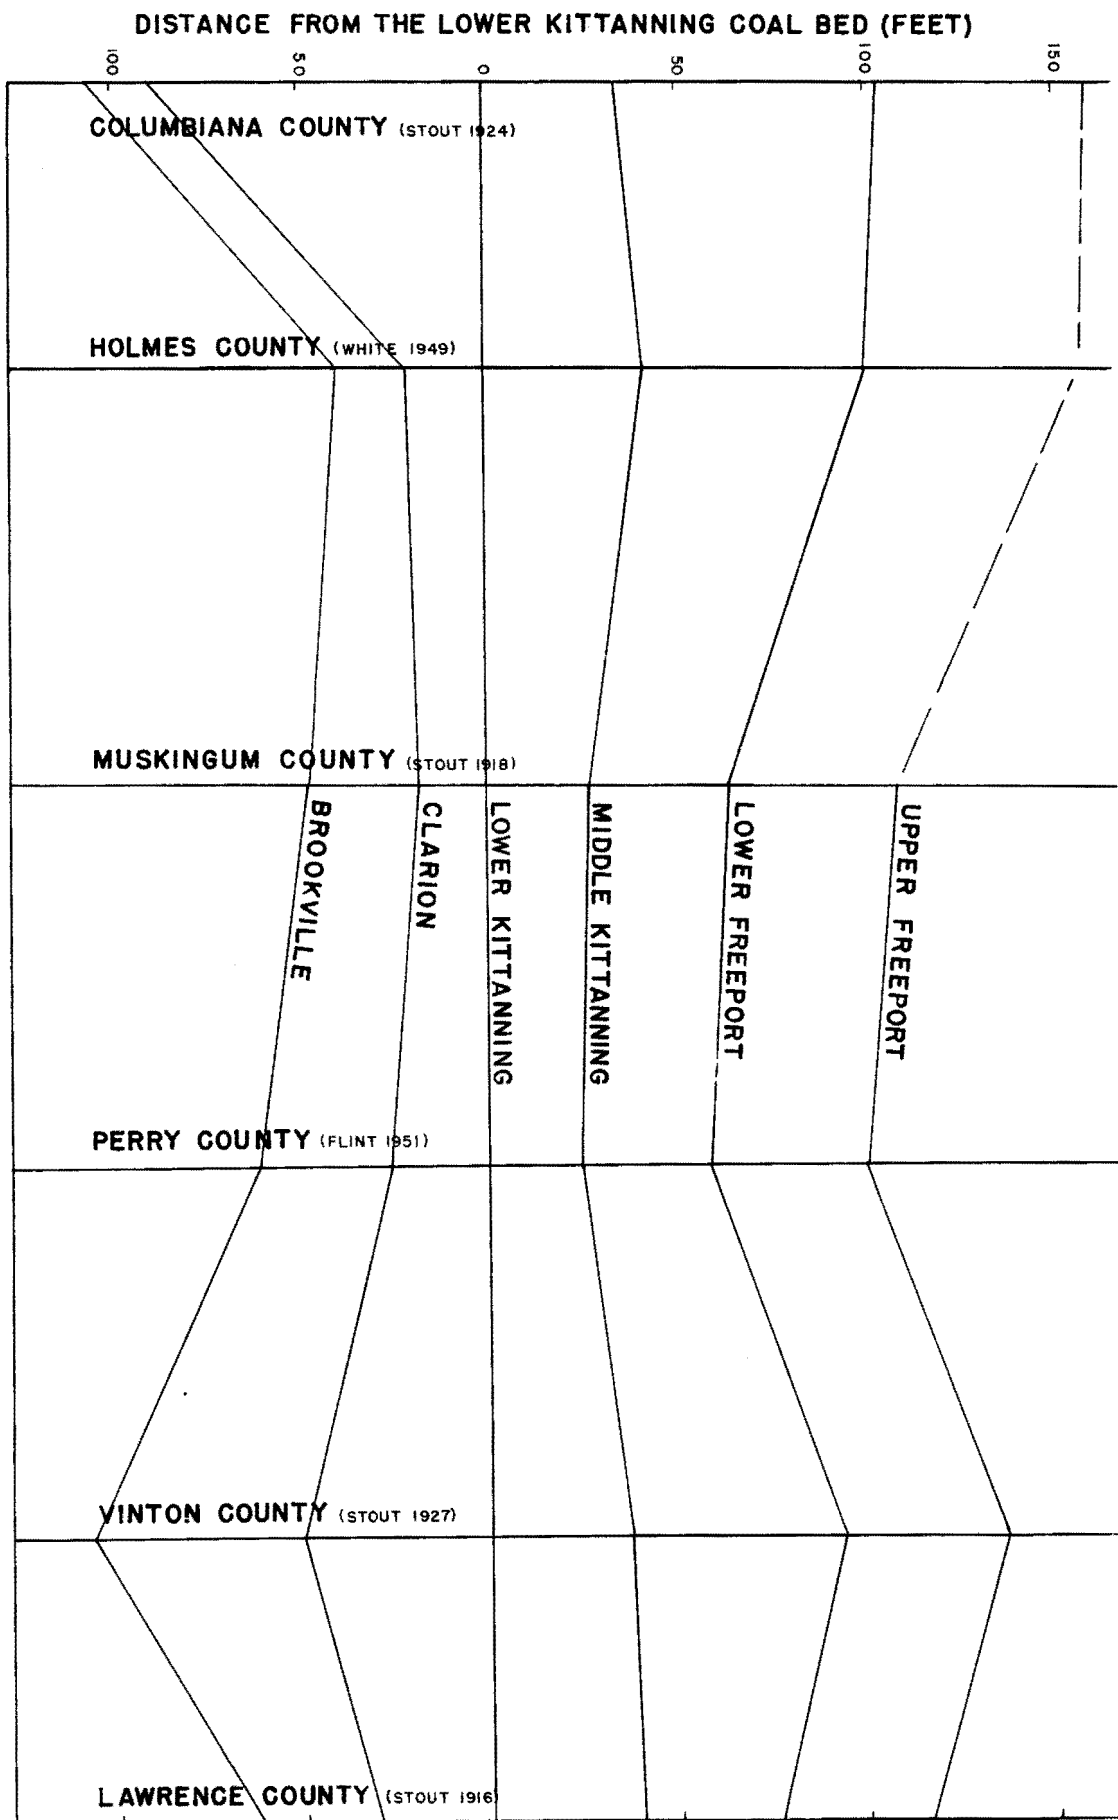 DISTANCE FROM THE LOWER KITTANNING COAL BED (FEET)
100 50 0 50 100 150
COLUMBIANA COUNTY (STOUT 1924)
HOLMES COUNTY (WHITE 1949)
MUSKINGUM COUNTY (STOUT 1918)
BROOKVILLE
CLARION
LOWER KITTANNING
MIDDLE KITTANNING
LOWER FREEPORT
UPPER FREEPORT
PERRY COUNTY (FLINT 1951)
VINTON COUNTY (STOUT 1927)
LAWRENCE COUNTY (STOUT 1916)